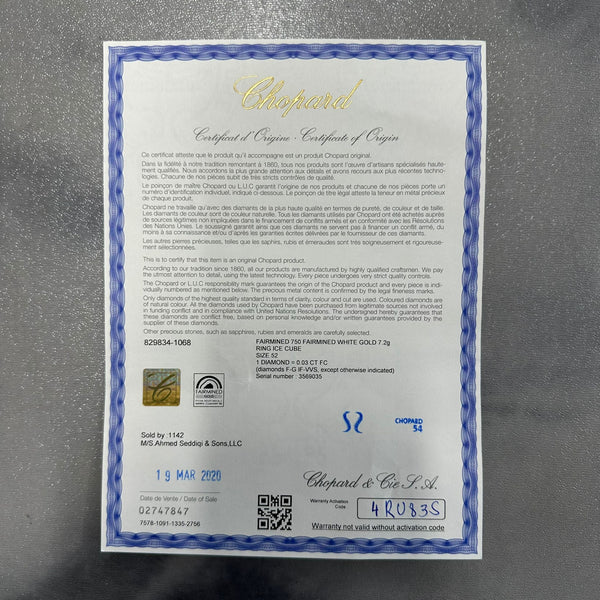 Chopard
Certificat d'Origine - Certificate of Origin
Ce certificat atteste que le produit qu'il accompagne est un produit Chopard original.
Dans la fidélité à notre tradition remontant à 1860, tous nos produits sont l'œuvre d'artisans spécialisés haute-
ment qualifiés. Nous accordons la plus grande attention aux détails et avons recours aux plus récentes techno-
logies. Chacune de nos pièces subit de très stricts contrôles de qualité.
Le poinçon de maître Chopard ou L.U.C garantit l'origine de nos produits et chacune de nos pièces porte un
numéro d'identification individuel, indiqué ci-dessous. Le poinçon de titre légal atteste la teneur en métal précieux
de chaque produit.
Chopard ne travaille qu'avec des diamants de la plus haute qualité en termes de pureté, de couleur et de taille.
Les diamants de couleur sont de couleur naturelle. Tous les diamants utilisés par Chopard ont été achetés auprès
de sources légitimes non impliquées dans le financement de conflits armés et en conformité avec les Résolutions
des Nations Unies. Le soussigné garantit ainsi que ces diamants ne servent pas à financer un conflit armé, du
moins à sa connaissance et/ou d'après les garanties écrites délivrées par le fournisseur de ces diamants.
Les autres pierres précieuses, telles que les saphirs, rubis et émeraudes sont très soigneusement et rigoureuse-
ment sélectionnées.
This is to certify that this item is an original Chopard product.
According to our tradition since 1860, all our products are manufactured by highly qualified craftsmen. We pay
the utmost attention to detail, using the latest technology. Every piece undergoes very strict quality controls.
The Chopard or L.U.C responsibility mark guarantees the origin of the Chopard product and every piece is indi-
vidually numbered as mentioned below. The precious metal content is confirmed by the legal fineness marks.
Only diamonds of the highest quality standard in terms of clarity, colour and cut are used. Coloured diamonds are
of natural colour. All the diamonds used by Chopard have been purchased from legitimate sources not involved
in funding conflict and in compliance with United Nations Resolutions. The undersigned hereby guarantees that
these diamonds are conflict free, based on personal knowledge and/or written guarantees provided by the
supplier of these diamonds.
Other precious stones, such as sapphires, rubies and emeralds are very carefully selected.
829834-1068
FAIRMINED 750 FAIRMINED WHITE GOLD 7.2g
RING ICE CUBE
SIZE 52
1 DIAMOND = 0.03 CT FC
(diamonds F-G IF-VVS, except otherwise indicated)
Serial number : 3569035
FAIRMINED
CHOPARD
54
Sold by :1142
M/S.Ahmed Seddiqi & Sons,LLC
19 MAR 2020
Date de Vente / Date of Sale
02747847
7578-1091-1335-2756
Chopard & Cie S.A.
Warranty Activation
Code
4RU83S
Warranty not valid without activation code